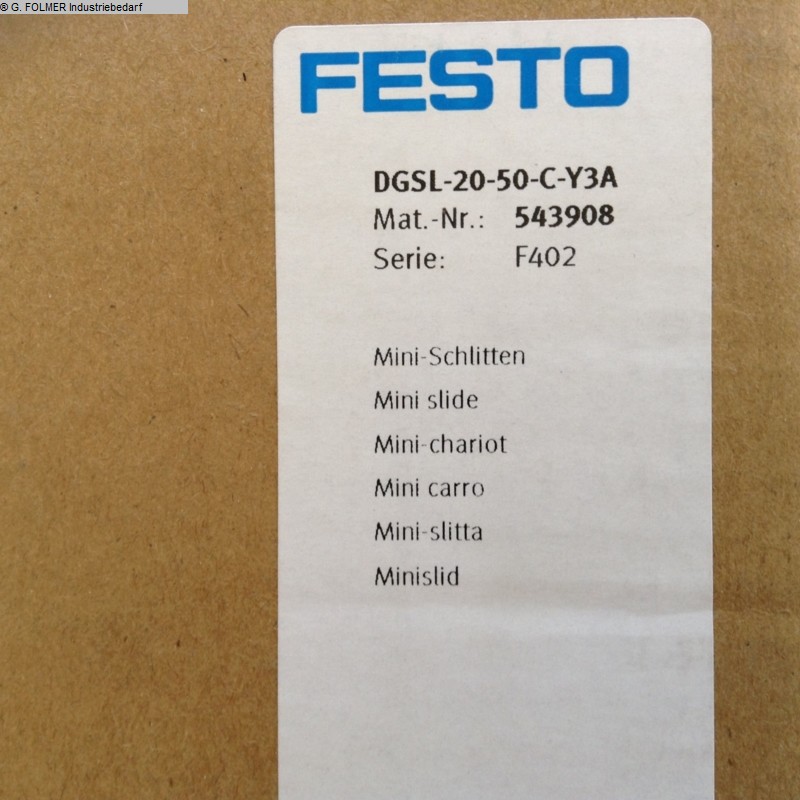 © G. FOLMER Industriebedarf
FESTO
DGSL-20-50-C-Y3A
Mat.-Nr.: 543908
Serie: F402
Mini-Schlitten
Mini slide
Mini-chariot
Mini carro
Mini-slitta
Minislid